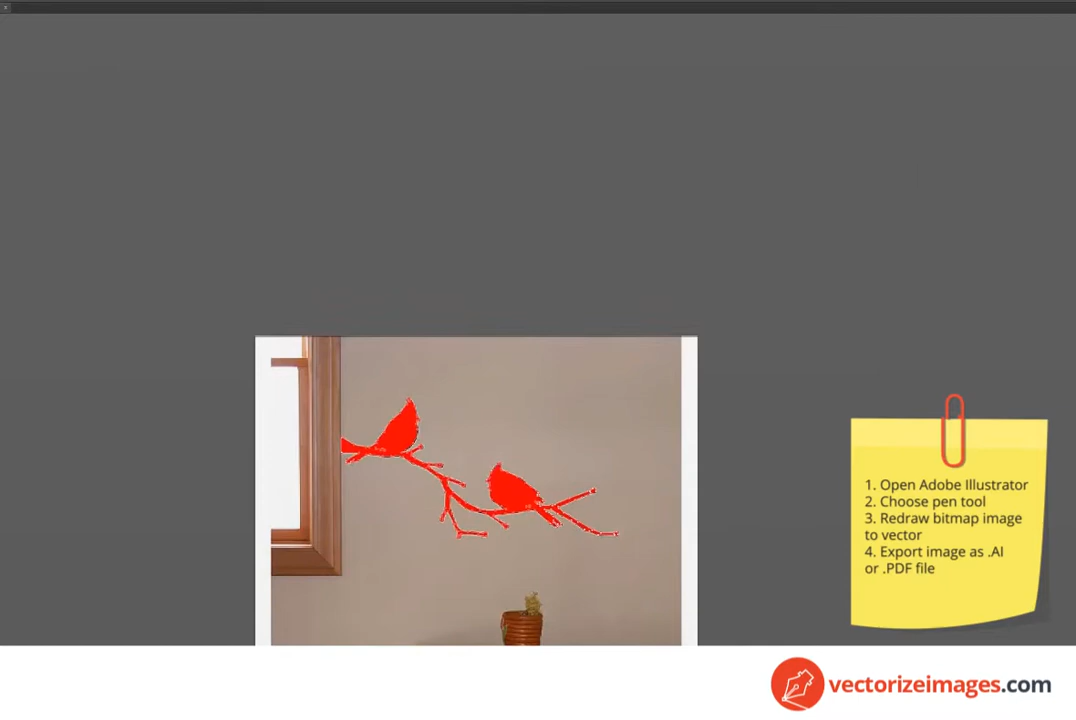 1. Open Adobe Illustrator
2. Choose pen tool
3. Redraw bitmap image
to vector
4. Export image as .AI
or .PDF file
vectorizeimages.com